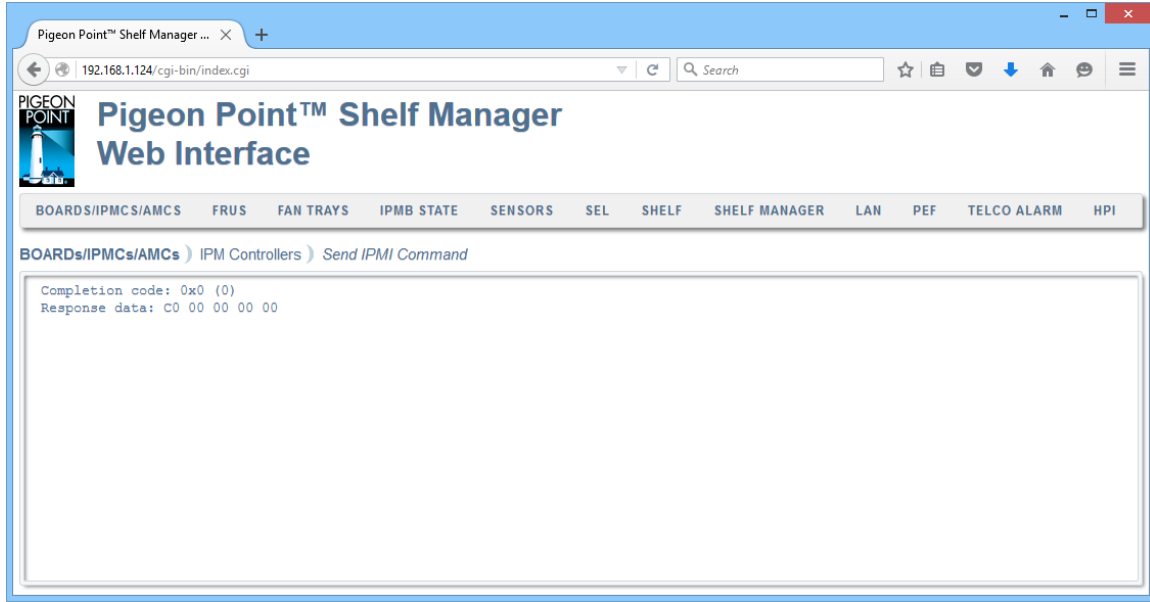 Pigeon Point™ Shelf Manager ...
192.168.1.124/cgi-bin/index.cgi
Search
PIGEON
POINT
Pigeon Point™ Shelf Manager
Web Interface
BOARDS/IPMCS/AMCS FRUS FAN TRAYS IPMB STATE SENSORS SEL SHELF SHELF MANAGER LAN PEF TELCO ALARM HPI
BOARDs/IPMCs/AMCs ) IPM Controllers ) Send IPMI Command
Completion code: 0x0 (0)
Response data: C0 00 00 00 00